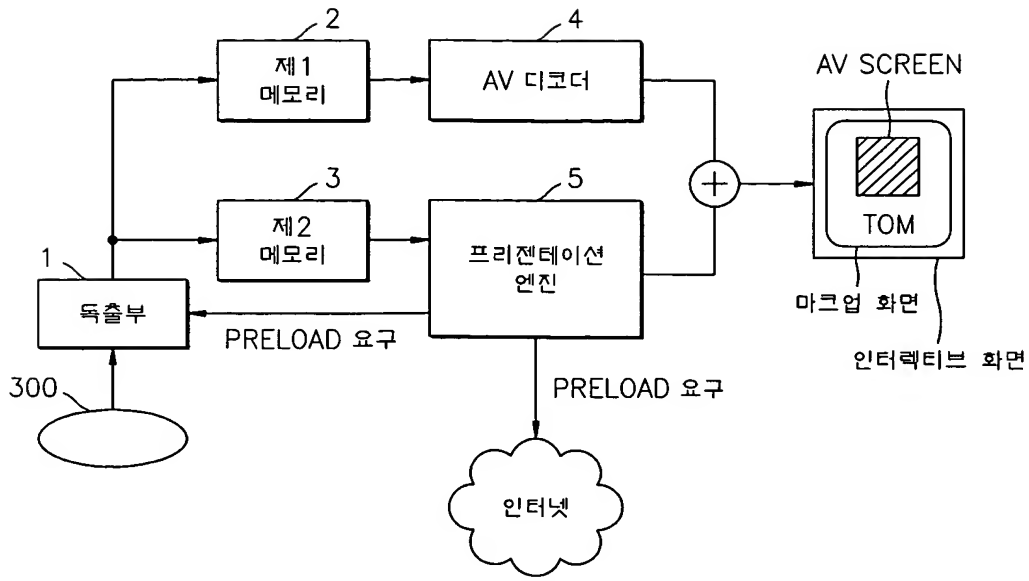 2
제1
메모리
4
AV 디코더
AV SCREEN
TOM
마크업 화면
인터렉티브 화면
3
제2
메모리
5
프리젠테이션
엔진
1
독출부
PRELOAD 요구
300
PRELOAD 요구
인터넷